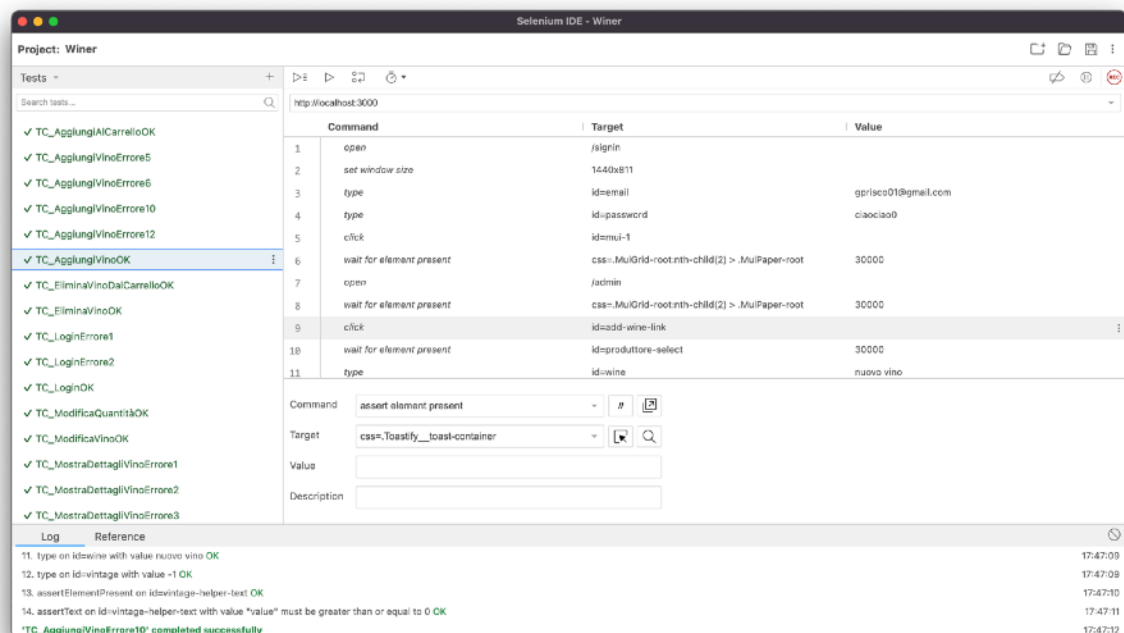 Selenium IDE - Winer
Project: Winer
Tests
Search tests...
✓ TC_AggiungiAlCarrelloOK
✓ TC_AggiungiVinoErrore5
✓ TC_AggiungiVinoErrore6
✓ TC_AggiungiVinoErrore10
✓ TC_AggiungiVinoErrore12
✓ TC_AggiungiVinoOK
✓ TC_EliminaVinoDalCarrelloOK
✓ TC_EliminaVinoOK
✓ TC_LoginErrore1
✓ TC_LoginErrore2
✓ TC_LoginOK
✓ TC_ModificaQuantitàOK
✓ TC_ModificaVinoOK
✓ TC_MostraDettagliVinoErrore1
✓ TC_MostraDettagliVinoErrore2
✓ TC_MostraDettagliVinoErrore3
REC
http://localhost:3000
Command Target Value
1 open /signin
2 set window size 1440x811
3 type id=email gprisco01@gmail.com
4 type id=password ciaociao0
5 click id=mui-1
6 wait for element present css=.MuiGrid-root:nth-child(2) > .MuiPaper-root 30000
7 open /admin
8 wait for element present css=.MuiGrid-root:nth-child(2) > .MuiPaper-root 30000
9 click id=add-wine-link
10 wait for element present id=produttore-select 30000
11 type id=wine nuovo vino
Command assert element present //
Target css=.Toastify__toast-container
Value
Description
Log Reference
11. type on id=wine with value nuovo vino OK 17:47:09
12. type on id=vintage with value -1 OK 17:47:09
13. assertElementPresent on id=vintage-helper-text OK 17:47:10
14. assertText on id=vintage-helper-text with value "value" must be greater than or equal to 0 OK 17:47:11
'TC_AggiungiVinoErrore10' completed successfully 17:47:12